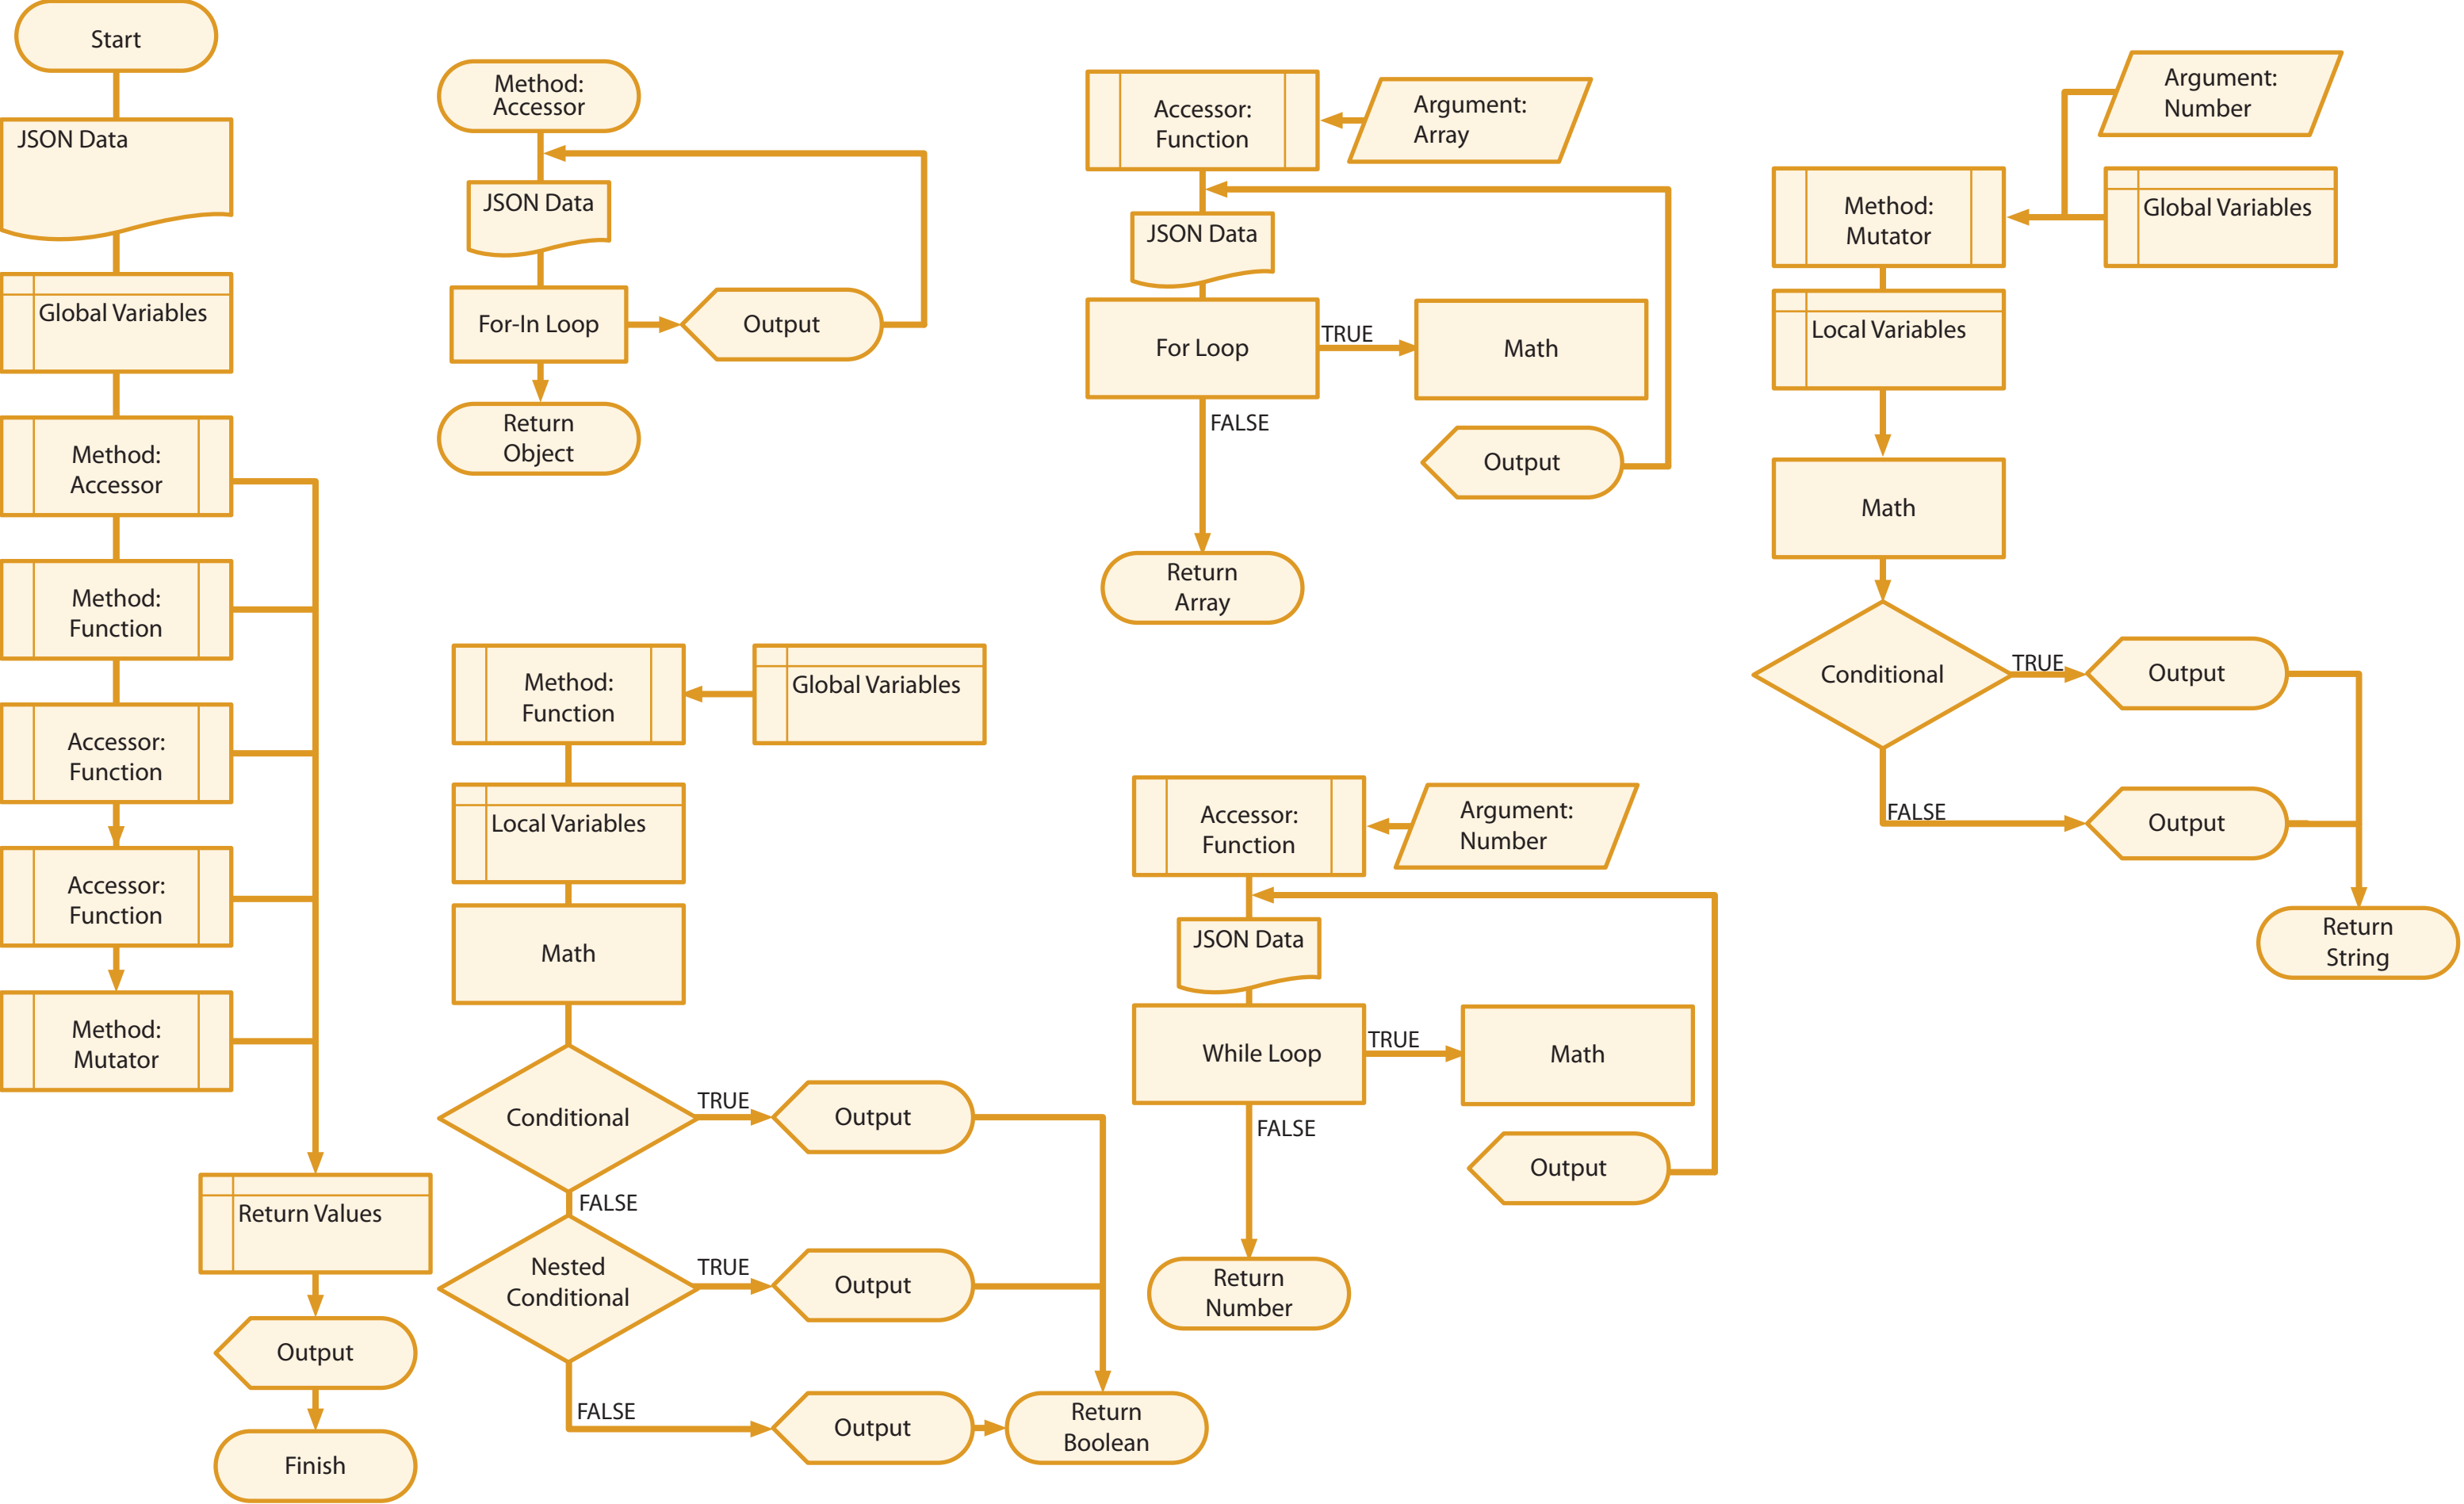 Start
JSON Data
Global Variables
Method:
Accessor
Method:
Function
Accessor:
Function
Accessor:
Function
Method:
Mutator
Return Values
Output
Finish
Method:
Accessor
JSON Data
For-In Loop
Output
Return
Object
Method:
Function
Global Variables
Local Variables
Math
Conditional
TRUE
Output
FALSE
Nested
Conditional
TRUE
Output
FALSE
Output
Return
Boolean
Accessor:
Function
Argument:
Array
JSON Data
For Loop
TRUE
Math
FALSE
Output
Return
Array
Accessor:
Function
Argument:
Number
JSON Data
While Loop
TRUE
Math
FALSE
Output
Return
Number
Argument:
Number
Method:
Mutator
Global Variables
Local Variables
Math
Conditional
TRUE
Output
FALSE
Output
Return
String